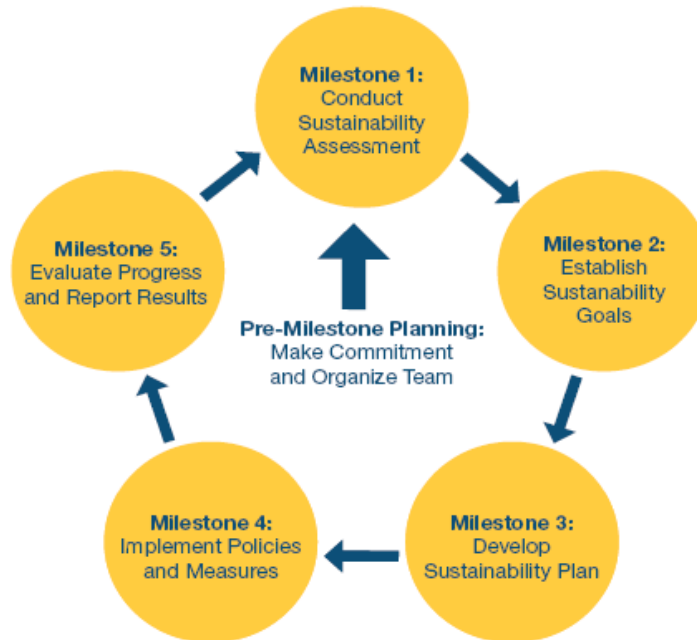 Milestone 1:
Conduct
Sustainability
Assessment
Milestone 2:
Establish
Sustanability
Goals
Milestone 3:
Develop
Sustainability Plan
Milestone 4:
Implement Policies
and Measures
Milestone 5:
Evaluate Progress
and Report Results
Pre-Milestone Planning:
Make Commitment
and Organize Team